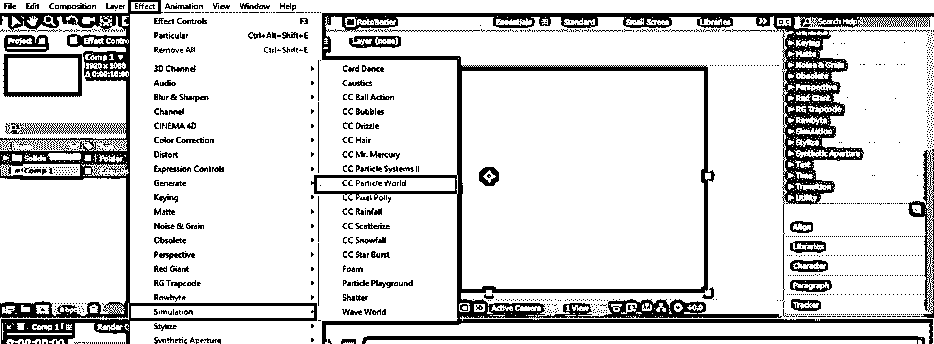 File Edit Composition Layer Effect Animation View Window Help
Effect Controls F3
Particular Ctrl+Alt+Shift+E
Remove All Ctrl+Shift+E
3D Channel
Audio
Blur & Sharpen
Channel
CINEMA 4D
Color Correction
Distort
Expression Controls
Generate
Keying
Matte
Noise & Grain
Obsolete
Perspective
Red Giant
RG Trapcode
Rowbyte
Simulation
Stylize
Synthetic Aperture
Card Dance
Caustics
CC Ball Action
CC Bubbles
CC Drizzle
CC Hair
CC Mr. Mercury
CC Particle Systems II
CC Particle World
CC Pixel Polly
CC Rainfall
CC Scatterize
CC Snowfall
CC Star Burst
Foam
Particle Playground
Shatter
Wave World
Project
Effect Contro
Comp 1
1920 x 1080
Solids Folder
Comp 1
RotoBezier Essentials Standard Small Screen Libraries Search Help
Layer (none)
Noise & Grain
Obsolete
Perspective
Red Giant
RG Trapcode
Rowbyte
Simulation
Stylize
Synthetic Aperture
Text
Time
Transition
Utility
Align
Libraries
Character
Paragraph
Tracker
Active Camera 1 View
Comp 1 Render Q
0:00:00:00